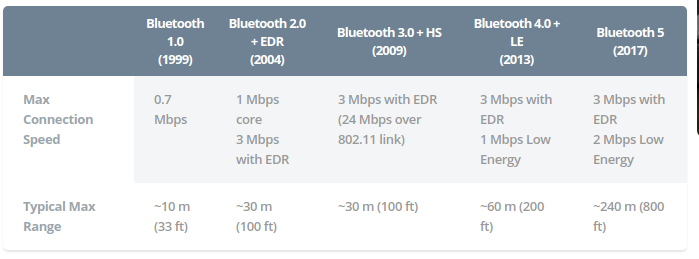 Bluetooth 1.0 (1999)
Bluetooth 2.0 + EDR (2004)
Bluetooth 3.0 + HS (2009)
Bluetooth 4.0 + LE (2013)
Bluetooth 5 (2017)
Max Connection Speed
0.7 Mbps
1 Mbps core
3 Mbps with EDR
3 Mbps with EDR (24 Mbps over 802.11 link)
3 Mbps with EDR
1 Mbps Low Energy
3 Mbps with EDR
2 Mbps Low Energy
Typical Max Range
~10 m (33 ft)
~30 m (100 ft)
~30 m (100 ft)
~60 m (200 ft)
~240 m (800 ft)